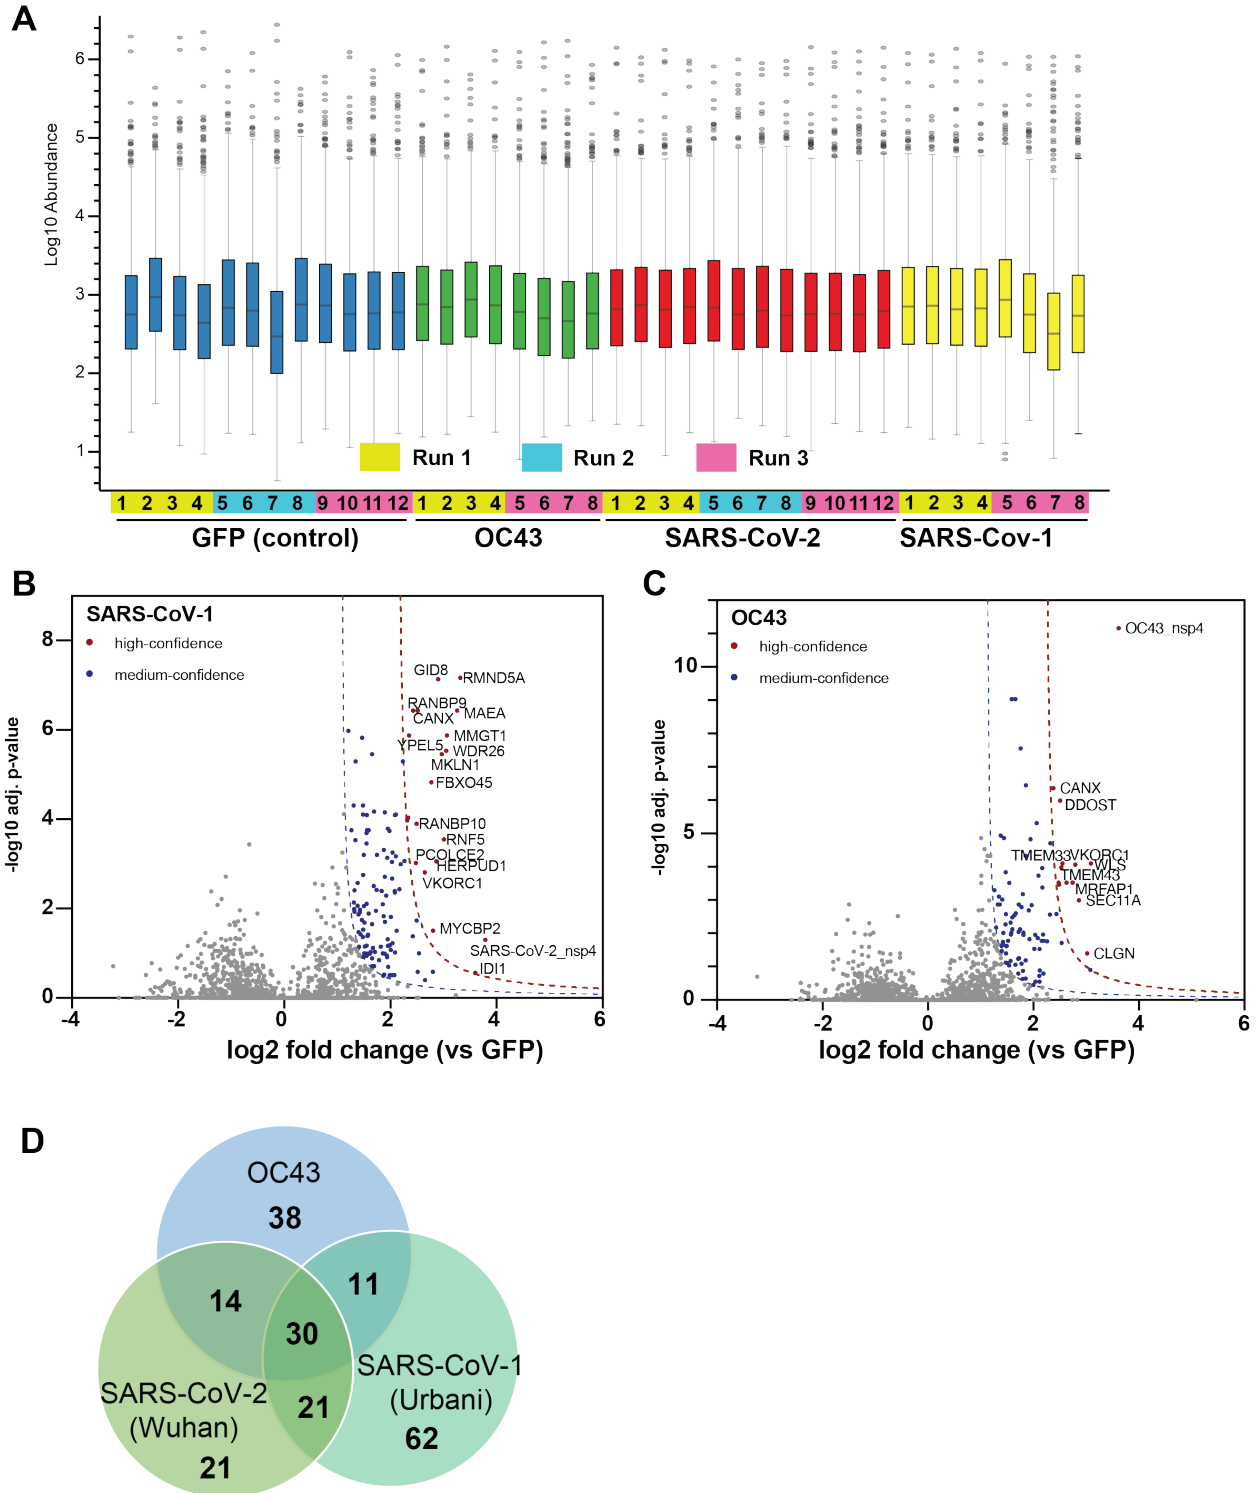 A
Log10 Abundance
6
5
4
3
2
1
Run 1 Run 2 Run 3
1 2 3 4 5 6 7 8 9 10 11 12 1 2 3 4 5 6 7 8 1 2 3 4 5 6 7 8 9 10 11 12 1 2 3 4 5 6 7 8
GFP (control) OC43 SARS-CoV-2 SARS-Cov-1
B
SARS-CoV-1
high-confidence
medium-confidence
-log10 adj. p-value
8
6
4
2
0
GID8
RMND5A
RANBP9
CANX
MAEA
YPEL5
MMGT1
WDR26
MKLN1
FBXO45
RANBP10
RNF5
PCOLCE2
HERPUD1
VKORC1
MYCBP2
SARS-CoV-2_nsp4
IDI1
-4 -2 0 2 4 6
log2 fold change (vs GFP)
C
OC43
high-confidence
medium-confidence
-log10 adj. p-value
10
5
0
OC43_nsp4
CANX
DDOST
TMEM33
VKORC1
WLS
TMEM43
MRFAP1
SEC11A
CLGN
-4 -2 0 2 4 6
log2 fold change (vs GFP)
D
OC43
38
14
11
30
SARS-CoV-1
(Urbani)
62
SARS-CoV-2
(Wuhan)
21
21